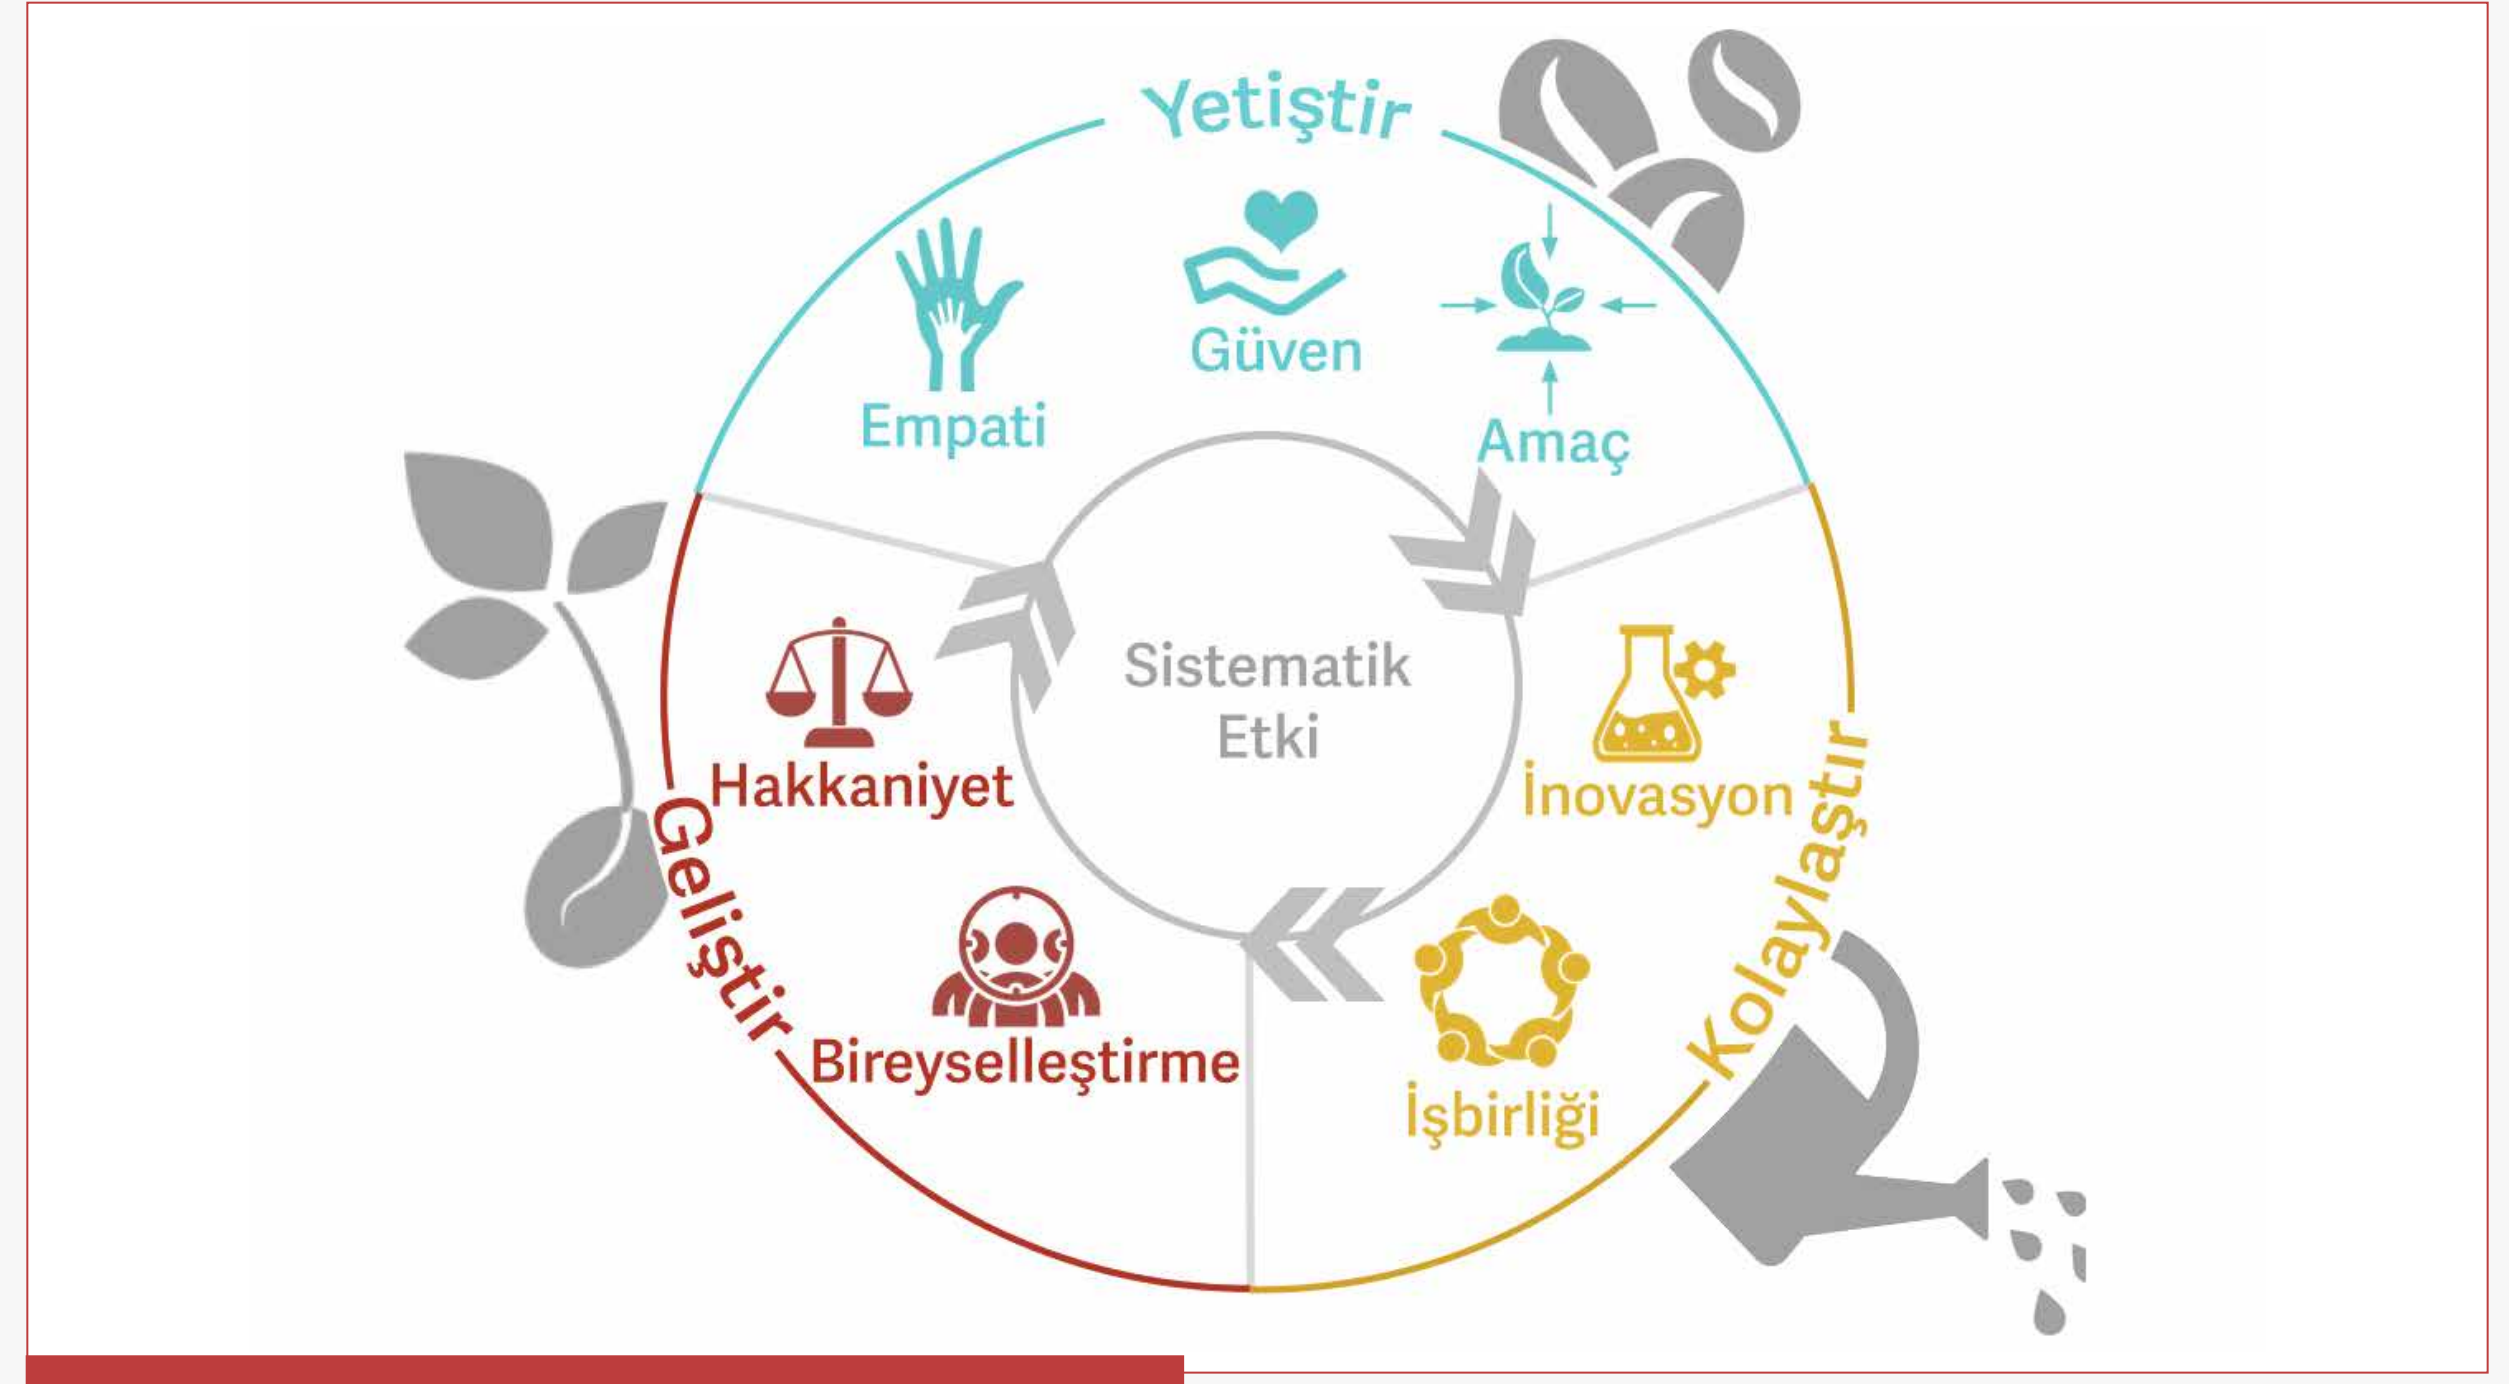 Yetiştir
Empati
Güven
Amaç
Sistematik
Etki
Hakkaniyet
Bireyselleştirme
Geliştir
İnovasyon
İşbirliği
Kolaylaştır